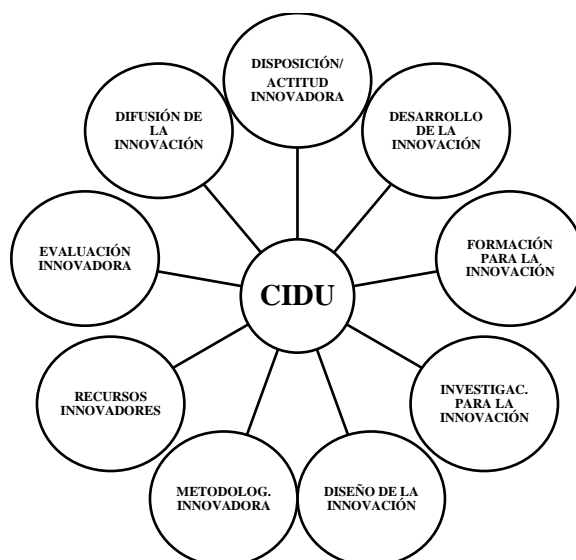 DISPOSICIÓN/
ACTITUD
INNOVADORA
DESARROLLO
DE LA
INNOVACIÓN
FORMACIÓN
PARA LA
INNOVACIÓN
INVESTIGAC.
PARA LA
INNOVACIÓN
DISEÑO DE LA
INNOVACIÓN
METODOLOG.
INNOVADORA
RECURSOS
INNOVADORES
EVALUACIÓN
INNOVADORA
DIFUSIÓN DE
LA
INNOVACIÓN
CIDU